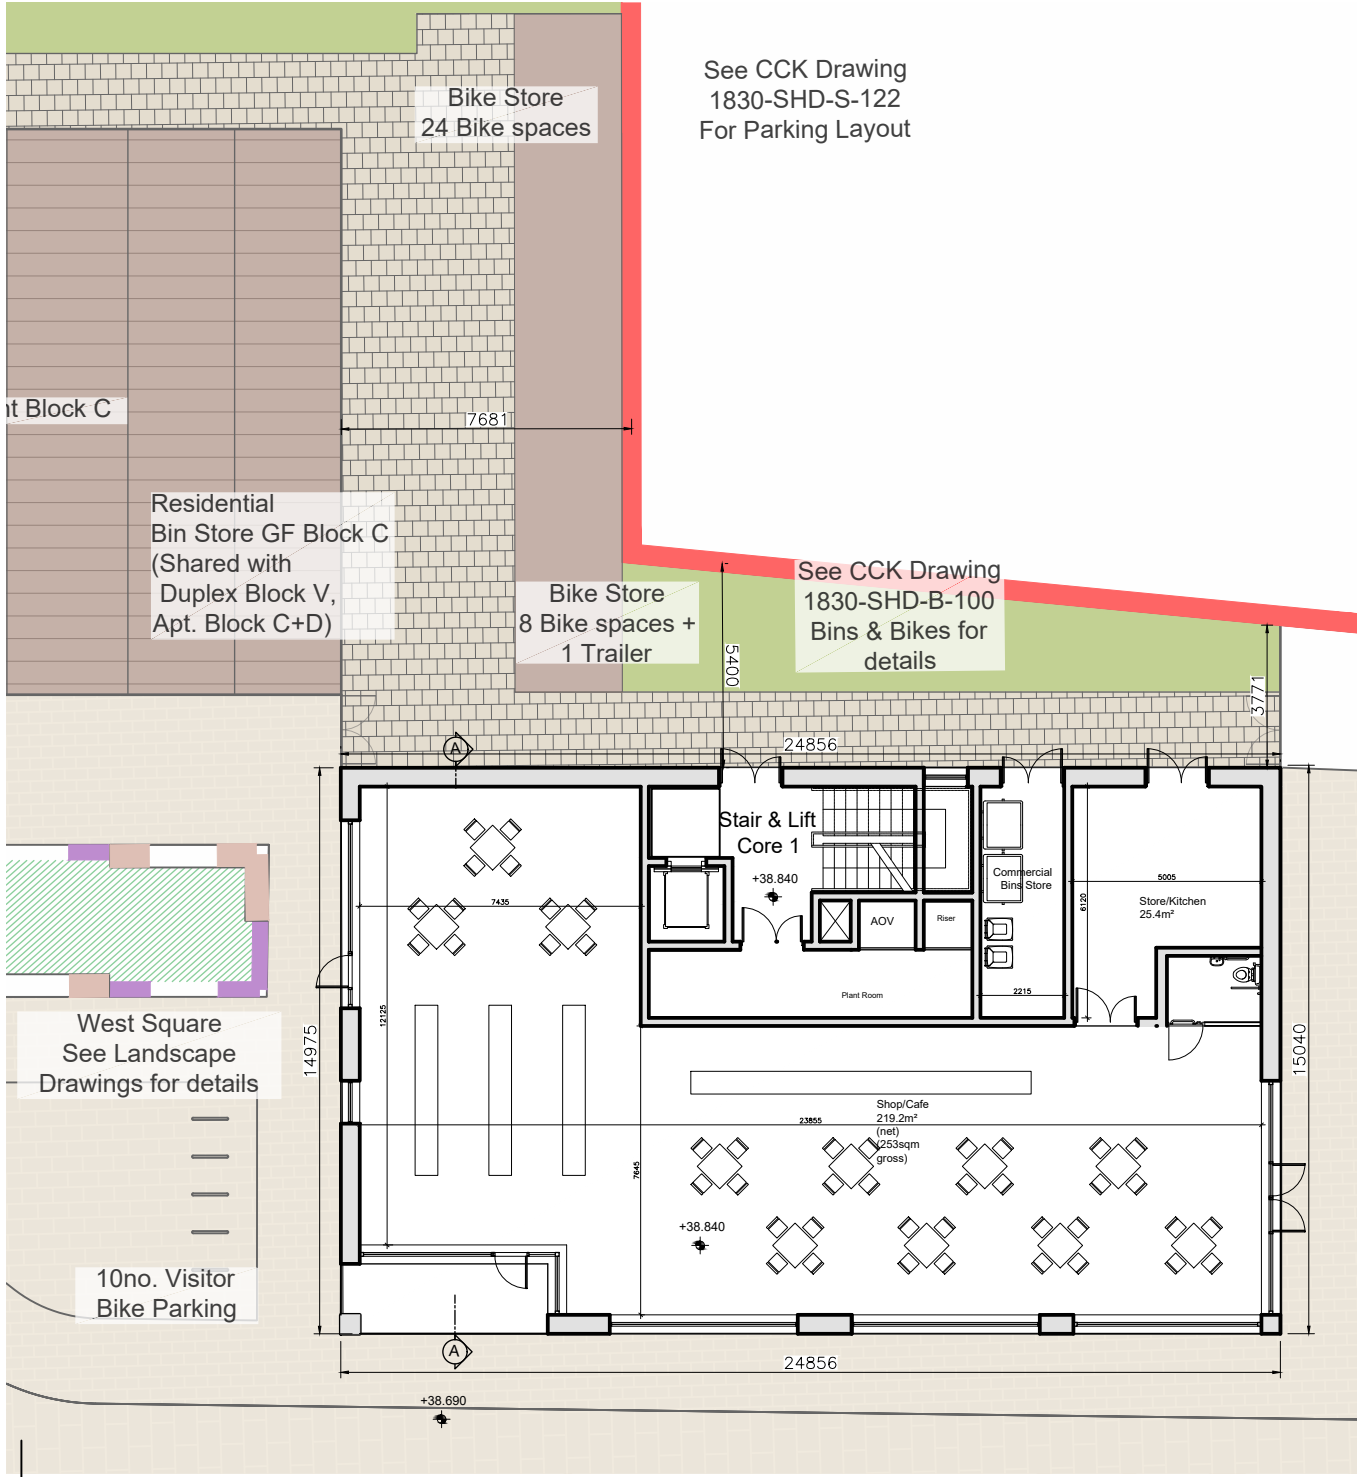 See CCK Drawing
1830-SHD-S-122
For Parking Layout
Bike Store
24 Bike spaces
nt Block C
7681
Residential
Bin Store GF Block C
(Shared with
Duplex Block V,
Apt. Block C+D)
See CCK Drawing
1830-SHD-B-100
Bins & Bikes for
details
Bike Store
8 Bike spaces +
1 Trailer
5400
3771
A
24856
Stair & Lift
Core 1
+38.840
Commercial
Bins Store
5005
6120
Store/Kitchen
25.4m²
7435
AOV
Riser
Plant Room
2215
12125
14975
15040
West Square
See Landscape
Drawings for details
Shop/Cafe
219.2m²
(net)
(253sqm
gross)
23855
7645
+38.840
10no. Visitor
Bike Parking
A
24856
+38.690